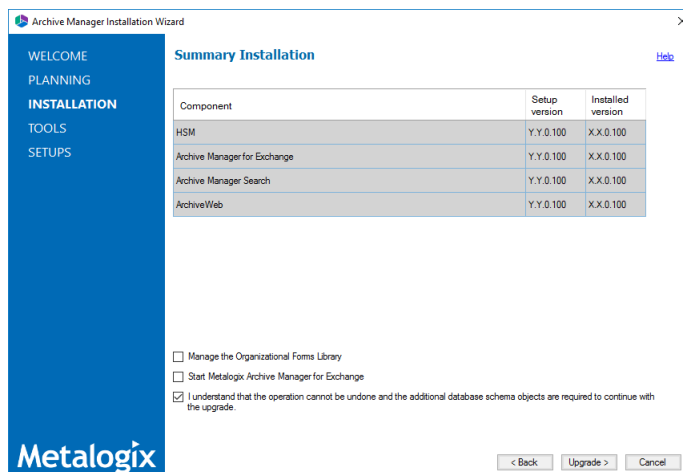 Archive Manager Installation Wizard
WELCOME
PLANNING
INSTALLATION
TOOLS
SETUPS
Summary Installation
Help
Component
Setup version
Installed version
HSM Y.Y.0.100 X.X.0.100
Archive Manager for Exchange Y.Y.0.100 X.X.0.100
Archive Manager Search Y.Y.0.100 X.X.0.100
ArchiveWeb Y.Y.0.100 X.X.0.100
Manage the Organizational Forms Library
Start Metalogix Archive Manager for Exchange
I understand that the operation cannot be undone and the additional database schema objects are required to continue with
the upgrade.
Metalogix
< Back Upgrade > Cancel